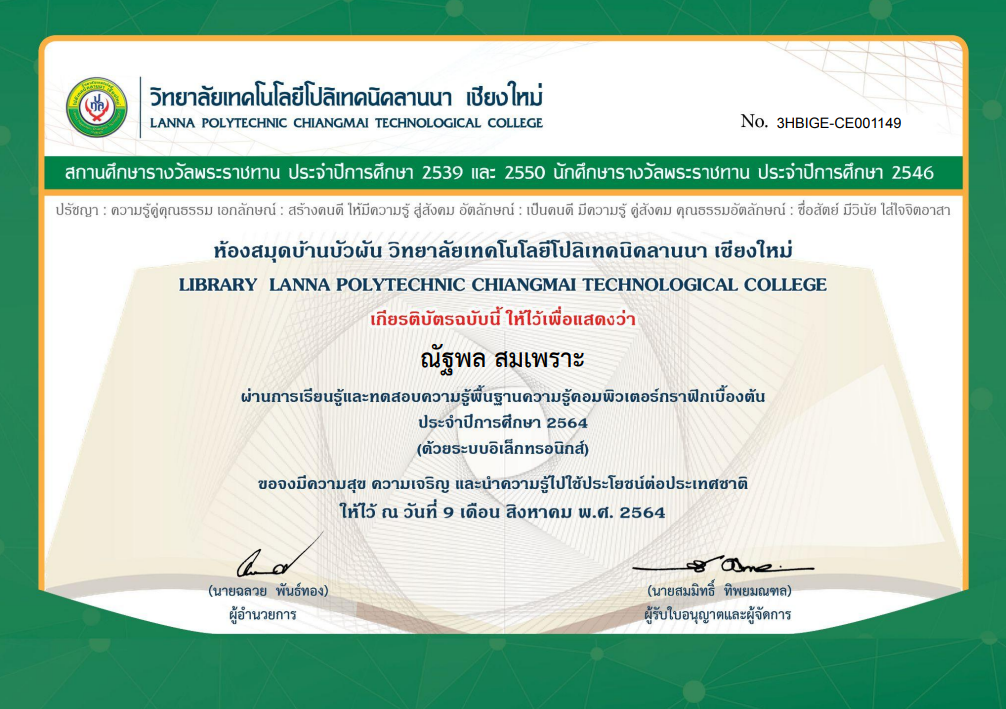 วิทยาลัยเทคโนโลยีโปลิเทคนิคลานนา เชียงใหม่
LANNA POLYTECHNIC CHIANGMAI TECHNOLOGICAL COLLEGE
No. 3HBIGE-CE001149
สถานศึกษารางวัลพระราชทาน ประจำปีการศึกษา 2539 และ 2550 นักศึกษารางวัลพระราชทาน ประจำปีการศึกษา 2546
ปรัชญา : ความรู้คู่คุณธรรม เอกลักษณ์ : สร้างคนดี ให้มีความรู้ สู่สังคม อัตลักษณ์ : เป็นคนดี มีความรู้ คู่สังคม คุณธรรมอัตลักษณ์ : ซื่อสัตย์ มีวินัย ใส่ใจจิตอาสา
ห้องสมุดบ้านบัวผัน วิทยาลัยเทคโนโลยีโปลิเทคนิคลานนา เชียงใหม่
LIBRARY LANNA POLYTECHNIC CHIANGMAI TECHNOLOGICAL COLLEGE
เกียรติบัตรฉบับนี้ ให้ไว้เพื่อแสดงว่า
ณัฐพล สมเพราะ
ผ่านการเรียนรู้และทดสอบความรู้พื้นฐานความรู้คอมพิวเตอร์กราฟิกเบื้องต้น
ประจำปีการศึกษา 2564
(ด้วยระบบอิเล็กทรอนิกส์)
ขอจงมีความสุข ความเจริญ และนำความรู้ไปใช้ประโยชน์ต่อประเทศชาติ
ให้ไว้ ณ วันที่ 9 เดือน สิงหาคม พ.ศ. 2564
(นายฉลวย พันธ์ทอง)
ผู้อำนวยการ
(นายสมมิทธิ์ ทิพยมณฑล)
ผู้รับใบอนุญาตและผู้จัดการ